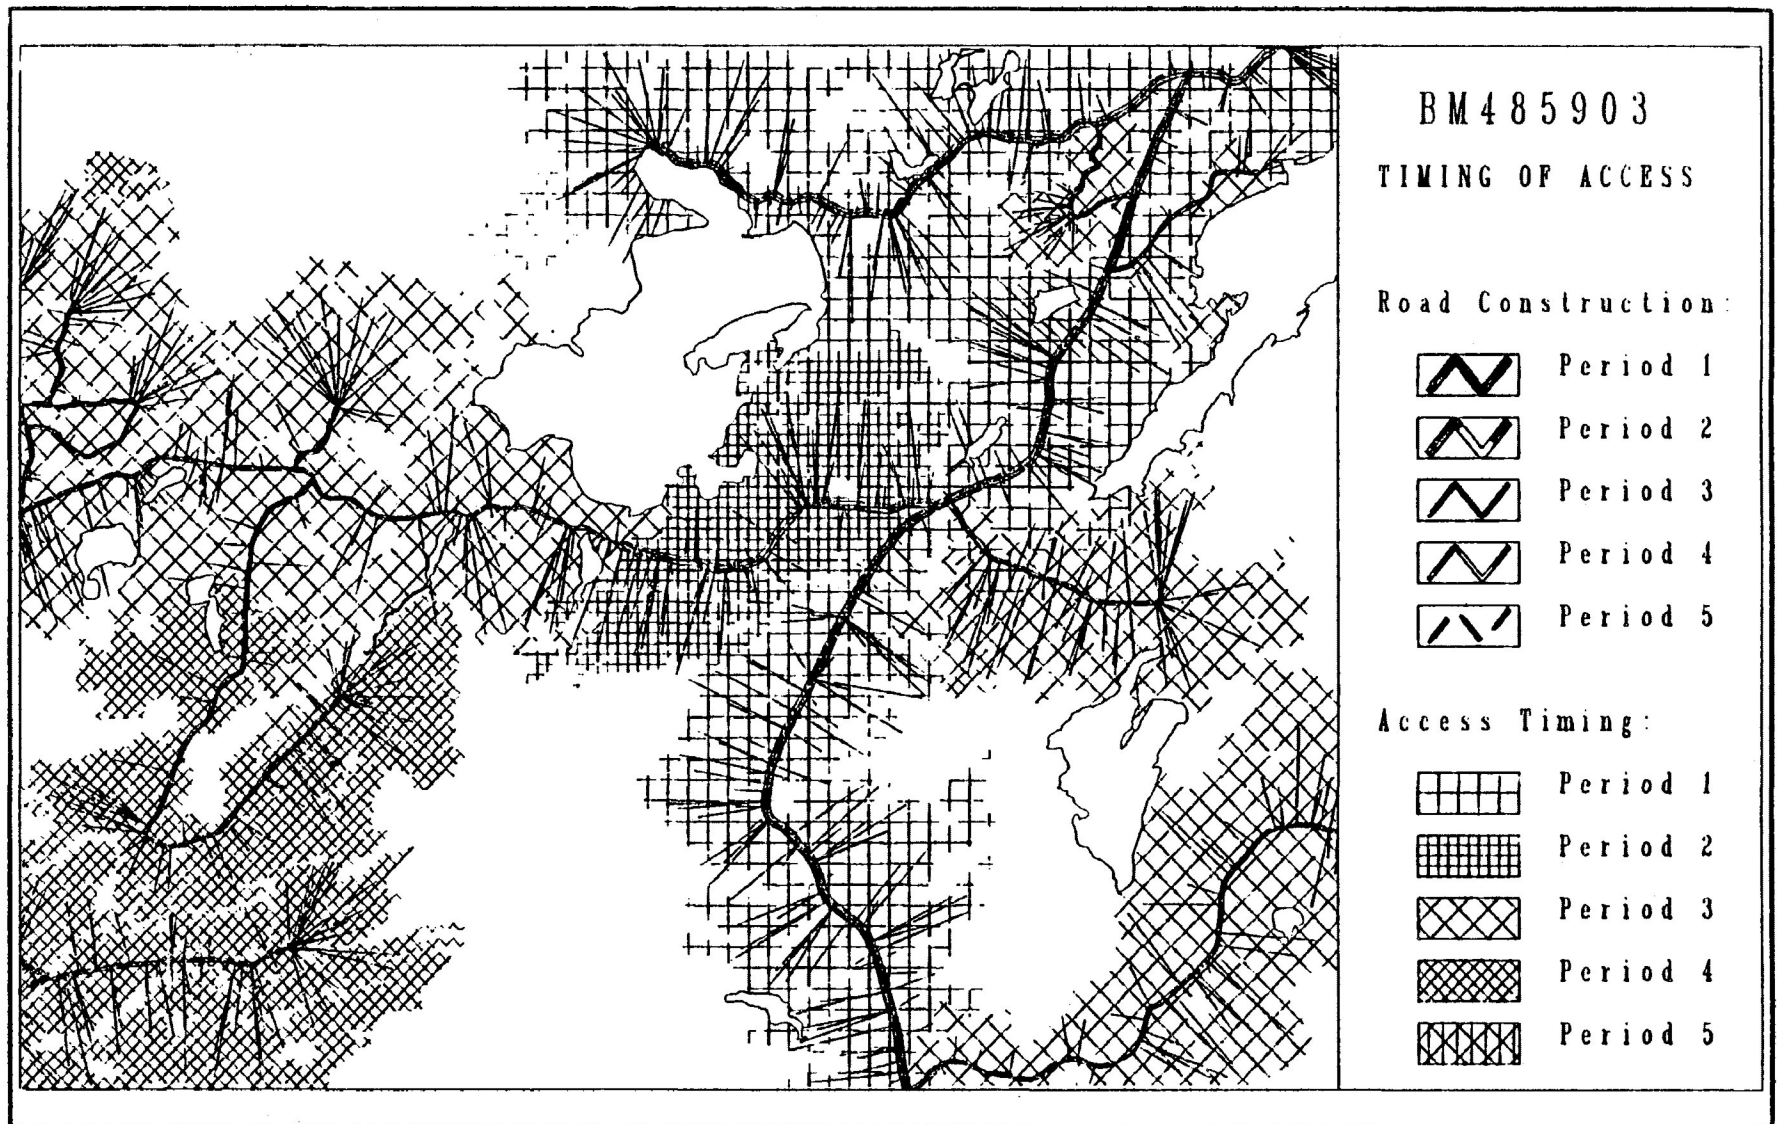 BM485903
TIMING OF ACCESS
Road Construction:
Period 1
Period 2
Period 3
Period 4
Period 5
Access Timing:
Period 1
Period 2
Period 3
Period 4
Period 5